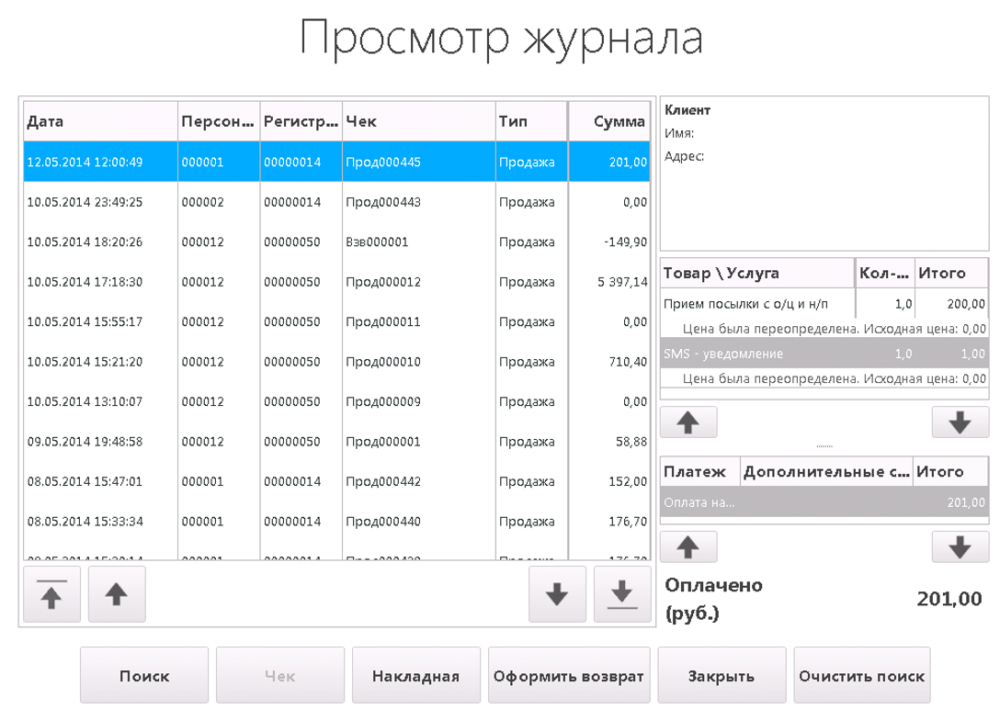 Просмотр журнала
Дата Персон... Регистр... Чек Тип Сумма
12.05.2014 12:00:49 000001 00000014 Прод000445 Продажа 201,00
10.05.2014 23:49:25 000002 00000014 Прод000443 Продажа 0,00
10.05.2014 18:20:26 000012 00000050 Взв000001 Продажа -149,90
10.05.2014 17:18:30 000012 00000050 Прод000012 Продажа 5 397,14
10.05.2014 15:55:17 000012 00000050 Прод000011 Продажа 0,00
10.05.2014 15:21:20 000012 00000050 Прод000010 Продажа 710,40
10.05.2014 13:10:07 000012 00000050 Прод000009 Продажа 0,00
09.05.2014 19:48:58 000012 00000050 Прод000001 Продажа 58,88
08.05.2014 15:47:01 000001 00000014 Прод000442 Продажа 152,00
08.05.2014 15:33:34 000001 00000014 Прод000440 Продажа 176,70
Клиент
Имя:
Адрес:
Товар \ Услуга Кол-... Итого
Прием посылки с о/ц и н/п 1,0 200,00
Цена была переопределена. Исходная цена: 0,00
SMS - уведомление 1,0 1,00
Цена была переопределена. Исходная цена: 0,00
Платеж Дополнительные с... Итого
Оплата на... 201,00
Оплачено
(руб.) 201,00
Поиск Чек Накладная Оформить возврат Закрыть Очистить поиск